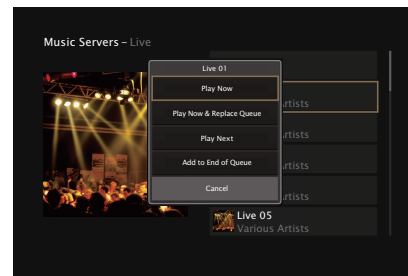 Music Servers – Live
Live 01
Play Now
Play Now & Replace Queue
Play Next
Add to End of Queue
Cancel
Artists
Artists
Artists
Artists
Live 05
Various Artists